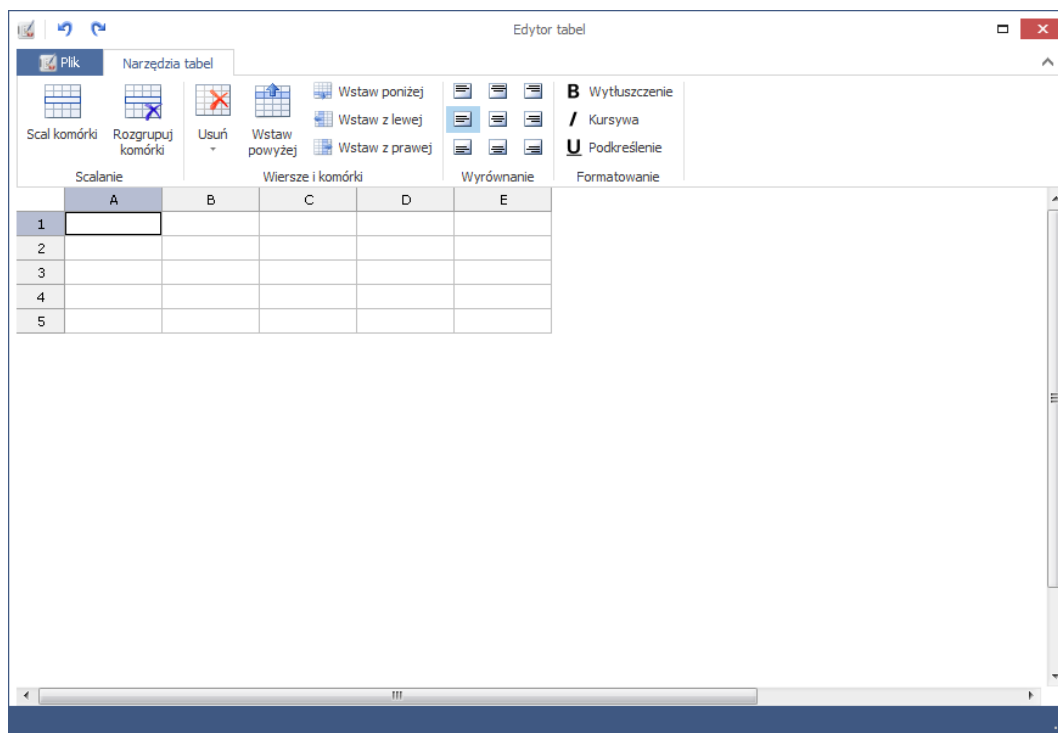 Edytor tabel
Plik Narzędzia tabel
Wstaw poniżej B Wytłuszczenie
Scal komórki Rozgrupuj komórki Usuń Wstaw powyżej Wstaw z lewej / Kursywa
Wstaw z prawej U Podkreślenie
Scalanie Wiersze i komórki Wyrównanie Formatowanie
A B C D E
1
2
3
4
5